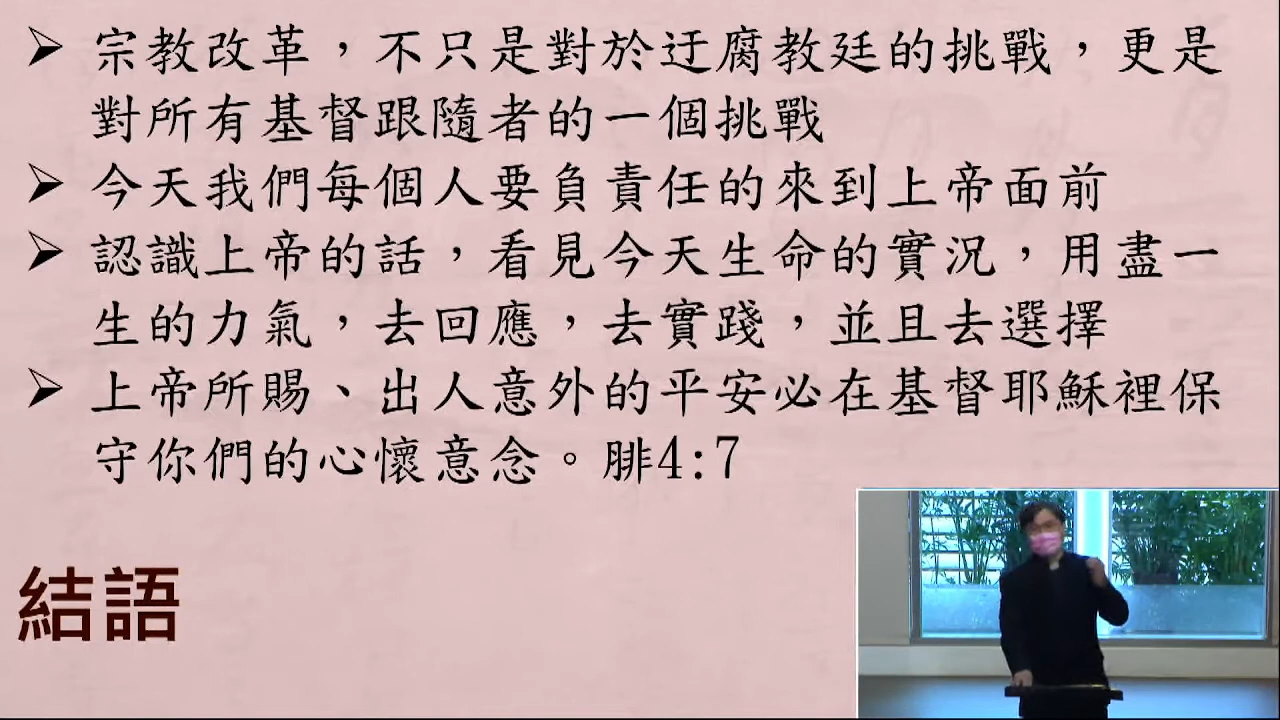 ➢ 宗教改革，不只是對於迂腐教廷的挑戰，更是
對所有基督跟隨者的一個挑戰
➢ 今天我們每個人要負責任的來到上帝面前
➢ 認識上帝的話，看見今天生命的實況，用盡一
生的力氣，去回應，去實踐，並且去選擇
➢ 上帝所賜、出人意外的平安必在基督耶穌裡保
守你們的心懷意念。腓4:7
結語